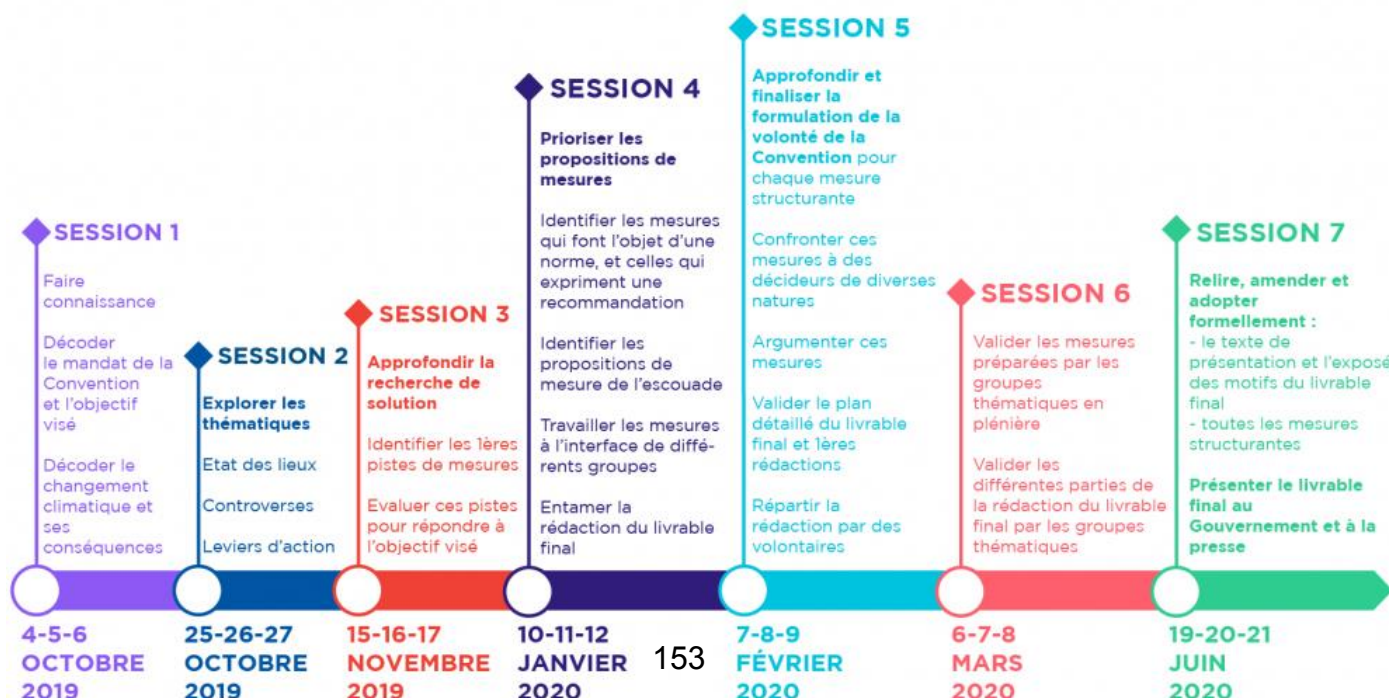 SESSION 1
Faire
connaissance
Décoder
le mandat de la
Convention
et l'objectif
visé
Décoder le
changement
climatique et
ses
conséquences
4-5-6
OCTOBRE
2019
SESSION 2
Explorer les
thématiques
Etat des lieux
Controverses
Leviers d'action
25-26-27
OCTOBRE
2019
SESSION 3
Approfondir la
recherche de
solution
Identifier les 1ères
pistes de mesures
Evaluer ces pistes
pour répondre à
l'objectif visé
15-16-17
NOVEMBRE
2019
SESSION 4
Prioriser les
propositions de
mesures
Identifier les mesures
qui font l'objet d'une
norme, et celles qui
expriment une
recommandation
Identifier les
propositions de
mesure de l'escouade
Travailler les mesures
à l'interface de diffé-
rents groupes
Entamer la
rédaction du livrable
final
10-11-12
JANVIER
2020
153
SESSION 5
Approfondir et
finaliser la
formulation de la
volonté de la
Convention pour
chaque mesure
structurante
Confronter ces
mesures à des
décideurs de diverses
natures
Argumenter ces
mesures
Valider le plan
détaillé du livrable
final et 1ères
rédactions
Répartir la
rédaction par des
volontaires
7-8-9
FÉVRIER
2020
SESSION 6
Valider les mesures
préparées par les
groupes
thématiques en
plénière
Valider les
différentes parties de
la rédaction du livrable
final par les groupes
thématiques
6-7-8
MARS
2020
SESSION 7
Relire, amender et
adopter
formellement :
- le texte de
présentation et l'exposé
des motifs du livrable
final
- toutes les mesures
structurantes
Présenter le livrable
final au
Gouvernement et à la
presse
19-20-21
JUIN
2020